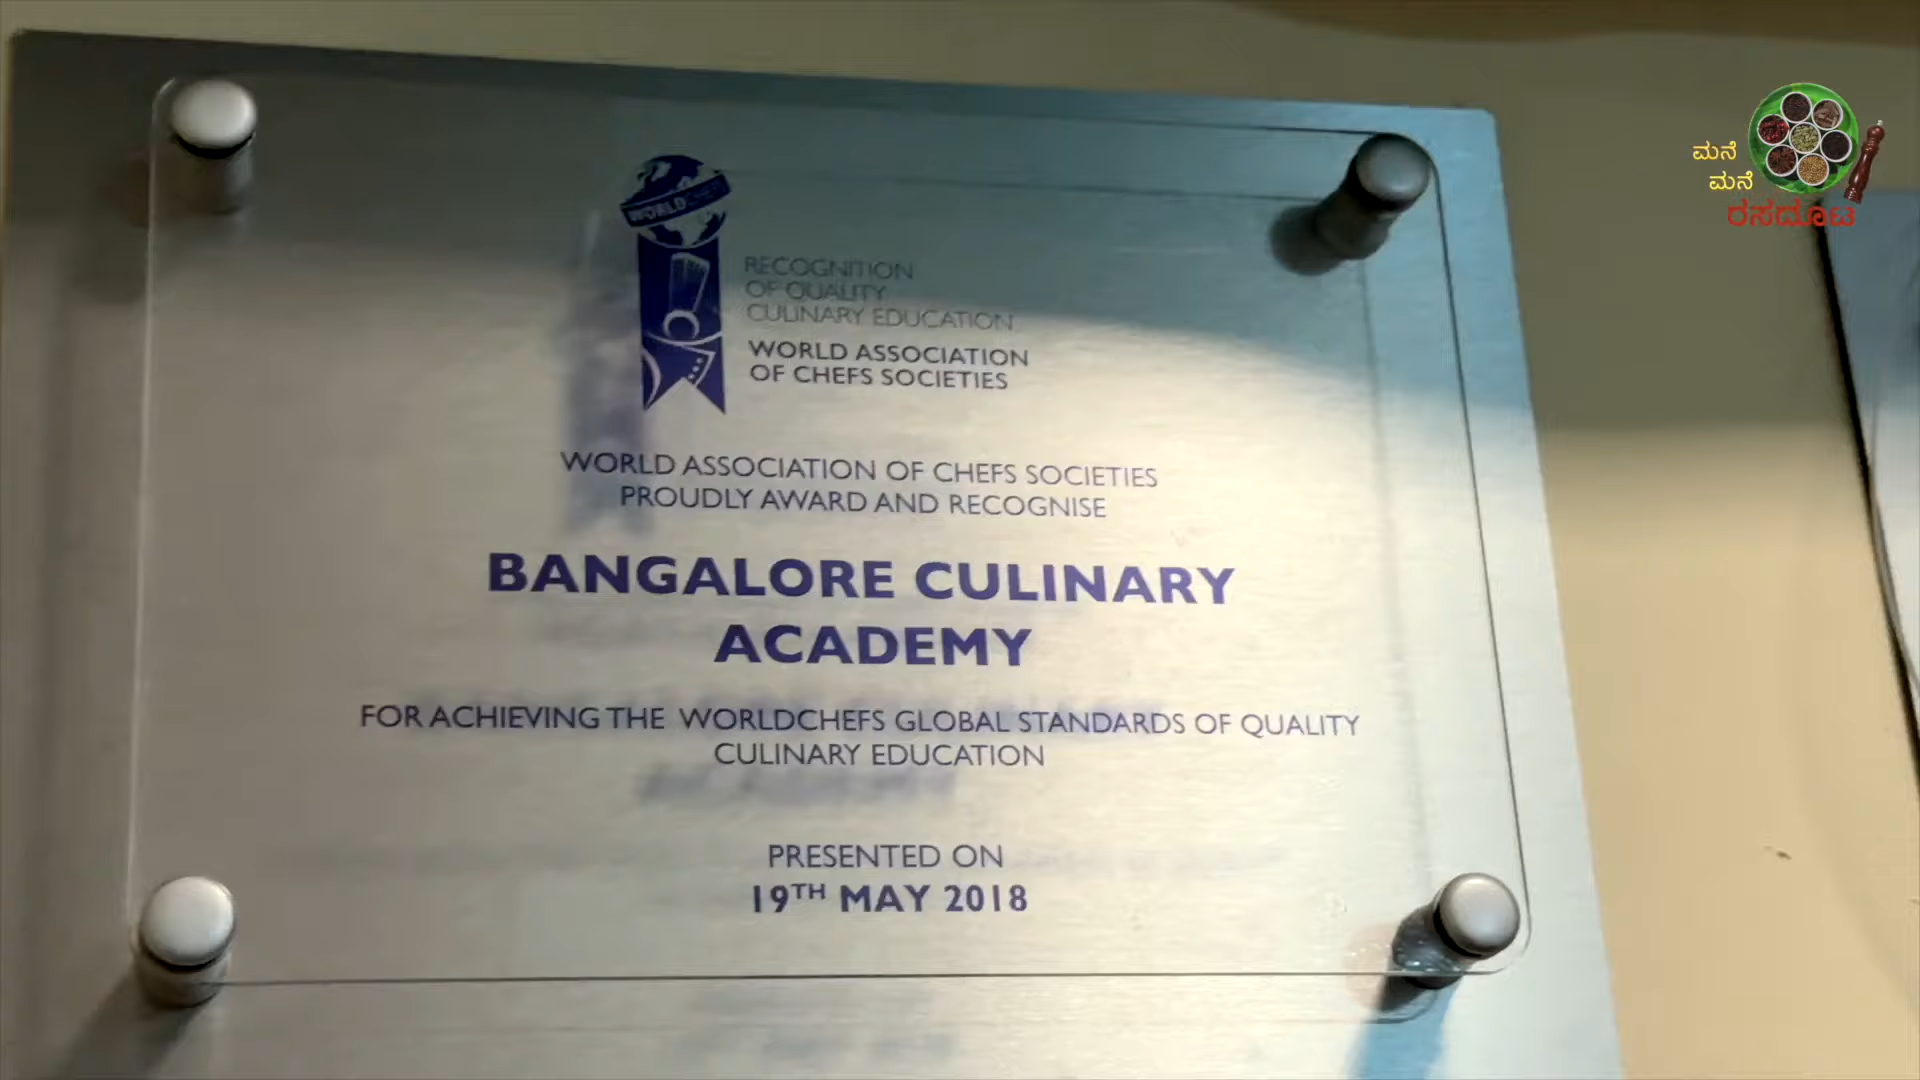 WORLDCHEFS
RECOGNITION
OF QUALITY
CULINARY EDUCATION
WORLD ASSOCIATION
OF CHEFS SOCIETIES
WORLD ASSOCIATION OF CHEFS SOCIETIES
PROUDLY AWARD AND RECOGNISE
BANGALORE CULINARY
ACADEMY
FOR ACHIEVING THE WORLDCHEFS GLOBAL STANDARDS OF QUALITY
CULINARY EDUCATION
PRESENTED ON
19TH MAY 2018
ಮನೆ
ಮನೆ
ರಸದೂಟ